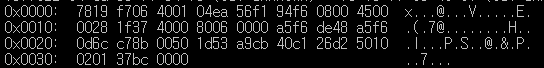 0x0000: 7819 f706 4001 04ea 56f1 94f6 0800 4500 x...@...V.....E.
0x0010: 0028 1f37 4000 8006 0000 a5f6 de48 a5f6 .(.7@........H..
0x0020: 0d6c c78b 0050 1d53 a9cb 40c1 26d2 5010 .l...P.S..@.&.P.
0x0030: 0201 37bc 0000 ..7...